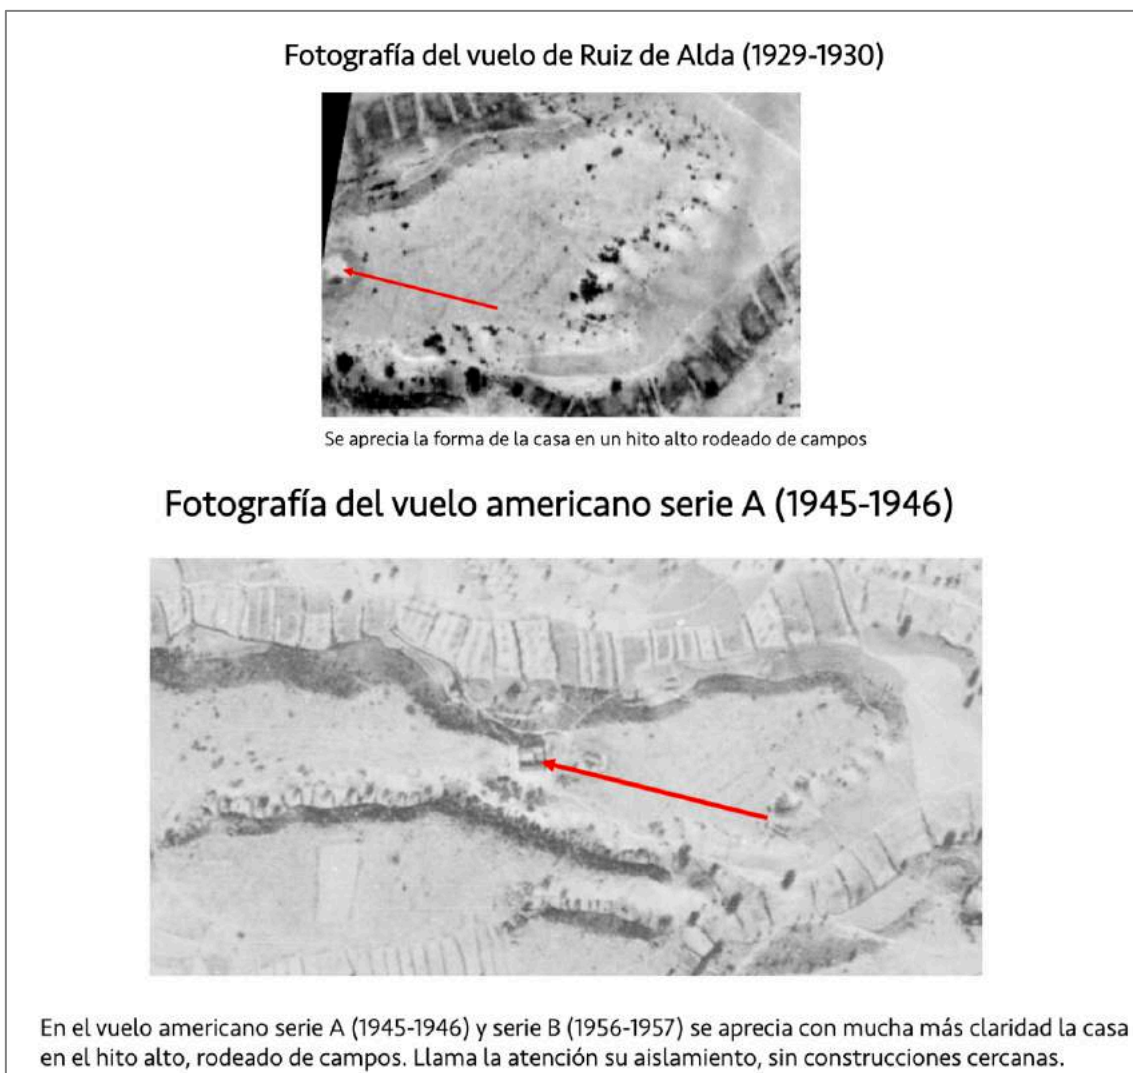 Fotografía del vuelo de Ruiz de Alda (1929-1930)
Se aprecia la forma de la casa en un hito alto rodeado de campos
Fotografía del vuelo americano serie A (1945-1946)
En el vuelo americano serie A (1945-1946) y serie B (1956-1957) se aprecia con mucha más claridad la casa
en el hito alto, rodeado de campos. Llama la atención su aislamiento, sin construcciones cercanas.